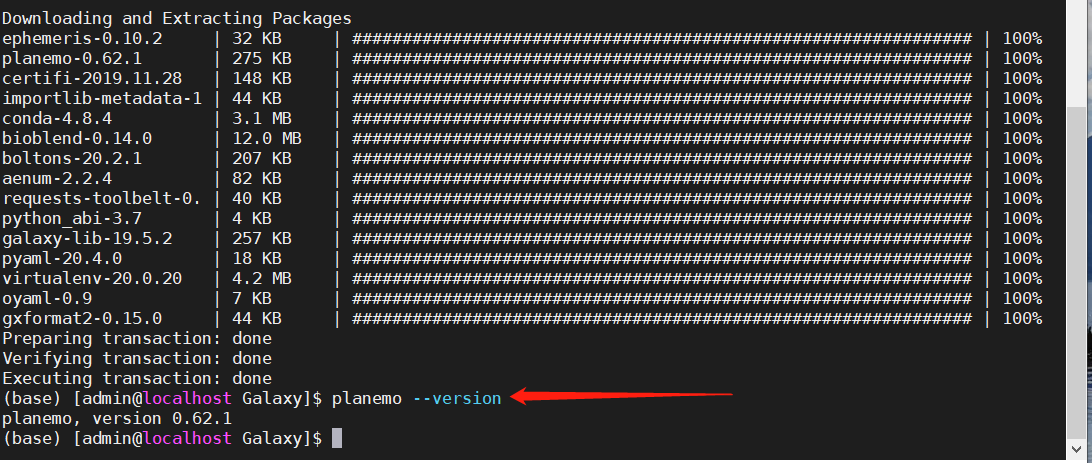 Downloading and Extracting Packages
ephemeris-0.10.2     | 32 KB     | ############################################################## | 100%
planemo-0.62.1       | 275 KB    | ############################################################## | 100%
certifi-2019.11.28   | 148 KB    | ############################################################## | 100%
importlib-metadata-1 | 44 KB     | ############################################################## | 100%
conda-4.8.4          | 3.1 MB    | ############################################################## | 100%
bioblend-0.14.0      | 12.0 MB   | ############################################################## | 100%
boltons-20.2.1       | 207 KB    | ############################################################## | 100%
aenum-2.2.4          | 82 KB     | ############################################################## | 100%
requests-toolbelt-0. | 40 KB     | ############################################################## | 100%
python_abi-3.7       | 4 KB      | ############################################################## | 100%
galaxy-lib-19.5.2    | 257 KB    | ############################################################## | 100%
pyaml-20.4.0         | 18 KB     | ############################################################## | 100%
virtualenv-20.0.20   | 4.2 MB    | ############################################################## | 100%
oyaml-0.9            | 7 KB      | ############################################################## | 100%
gxformat2-0.15.0     | 44 KB     | ############################################################## | 100%
Preparing transaction: done
Verifying transaction: done
Executing transaction: done
(base) [admin@localhost Galaxy]$ planemo --version
planemo, version 0.62.1
(base) [admin@localhost Galaxy]$